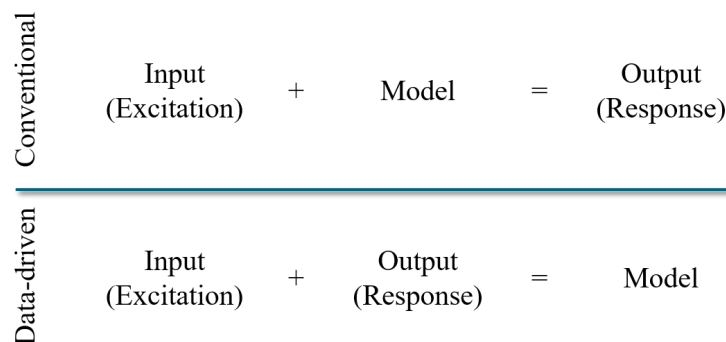 Conventional
Input + Model = Output
(Excitation) (Response)
Data-driven
Input + Output = Model
(Excitation) (Response)